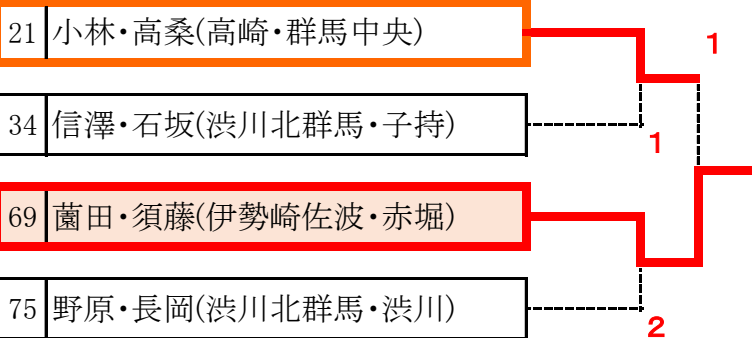 21 小林・高桑(高崎・群馬中央)
1
34 信澤・石坂(渋川北群馬・子持)
1
69 薗田・須藤(伊勢崎佐波・赤堀)
75 野原・長岡(渋川北群馬・渋川)
2